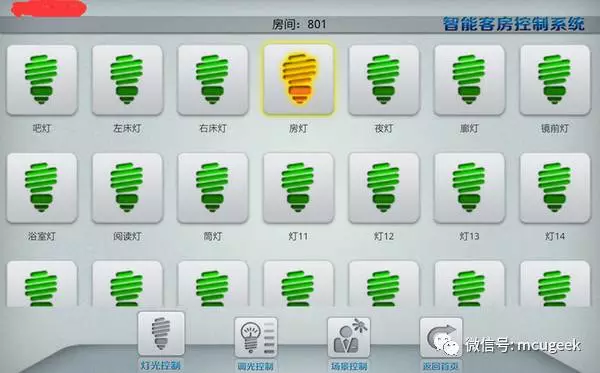 房间：801
智能客房控制系统
吧灯
左床灯
右床灯
房灯
夜灯
廊灯
镜前灯
浴室灯
阅读灯
筒灯
灯11
灯12
灯13
灯14
灯光控制
调光控制
场景控制
返回首页
微信号: mcugeek